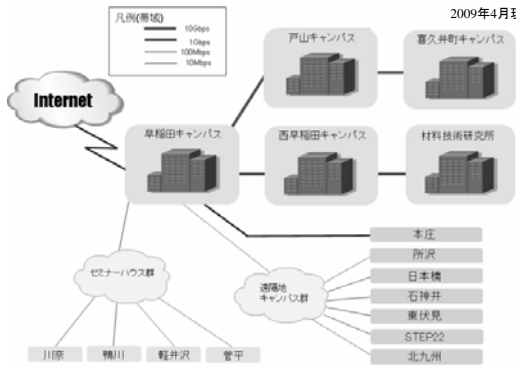 2009年4月現
凡例(帯域)
10Gbps
1Gbps
100Mbps
10Mbps
Internet
戸山キャンパス
喜久井町キャンパス
早稲田キャンパス
西早稲田キャンパス
材料技術研究所
本庄
所沢
日本橋
石神井
東伏見
STEP22
北九州
セミナーハウス群
遠隔地
キャンパス群
川奈
鴨川
軽井沢
菅平